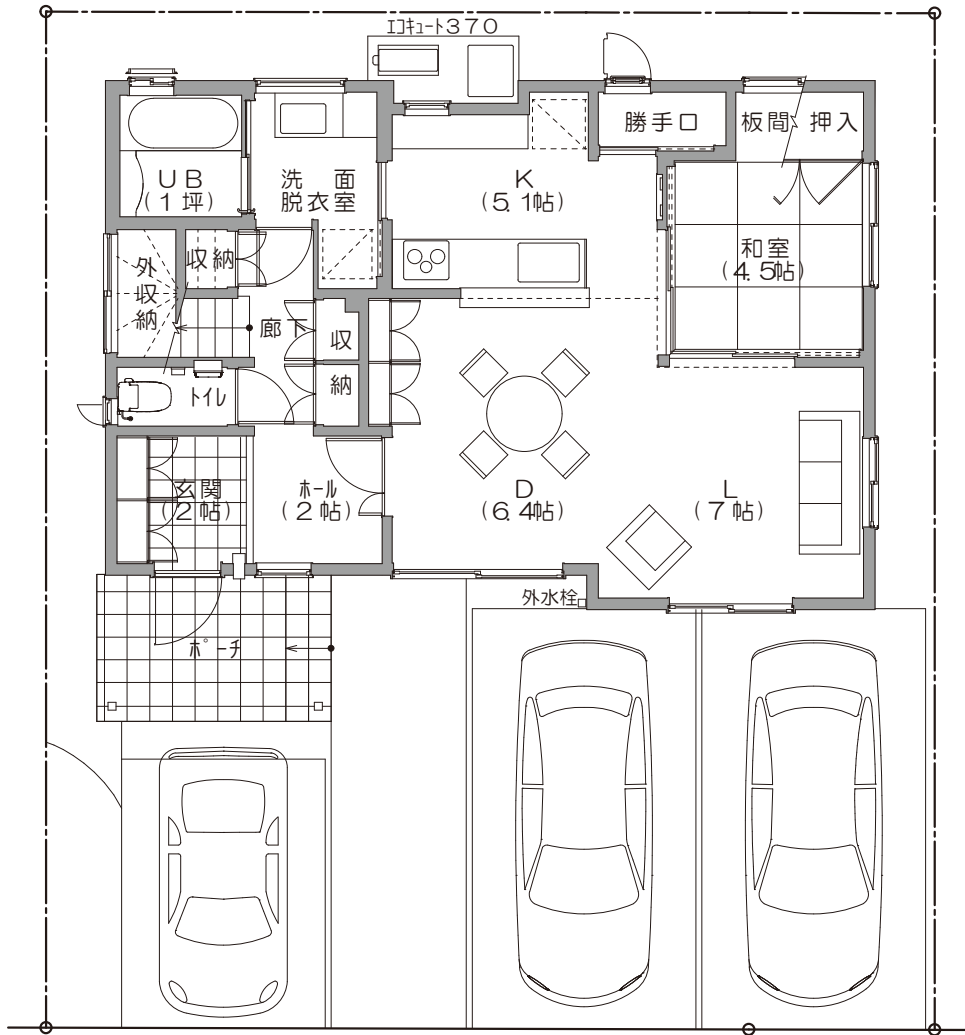 エコキュート370
勝手口
板間
押入
UB
(1坪)
洗面
脱衣室
K
(5.1帖)
和室
(4.5帖)
収納
外収納
廊下
収納
トイレ
玄関
(2帖)
ホール
(2帖)
D
(6.4帖)
L
(7帖)
外水栓
ポーチ